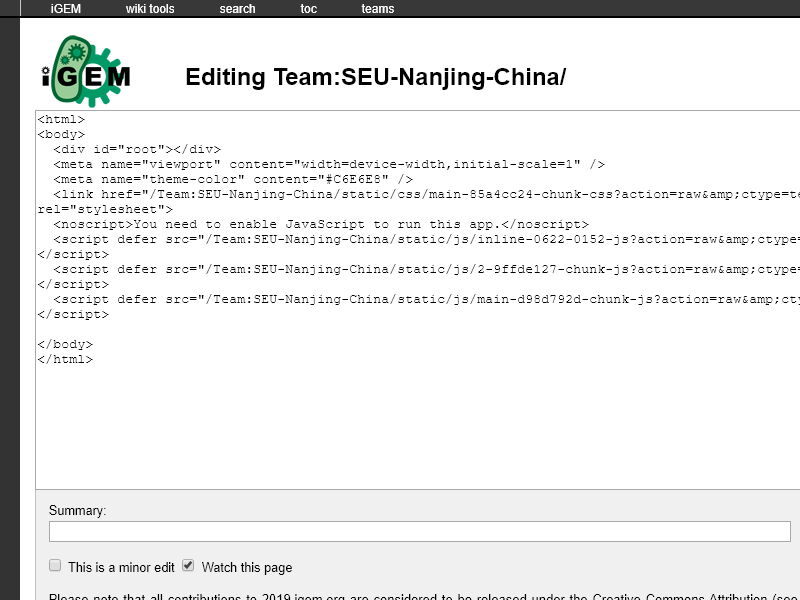 iGEM wiki tools search toc teams
iGEM
Editing Team:SEU-Nanjing-China/
<html>
<body>
<div id="root"></div>
<meta name="viewport" content="width=device-width,initial-scale=1" />
<meta name="theme-color" content="#C6E6E8" />
<link href="/Team:SEU-Nanjing-China/static/css/main-85a4cc24-chunk-css?action=raw&amp;ctype=te
rel="stylesheet">
<noscript>You need to enable JavaScript to run this app.</noscript>
<script defer src="/Team:SEU-Nanjing-China/static/js/inline-0622-0152-js?action=raw&amp;ctype=
</script>
<script defer src="/Team:SEU-Nanjing-China/static/js/2-9ffde127-chunk-js?action=raw&amp;ctype=
</script>
<script defer src="/Team:SEU-Nanjing-China/static/js/main-d98d792d-chunk-js?action=raw&amp;cty
</script>
</body>
</html>
Summary:
This is a minor edit Watch this page
Please note that all contributions to 2019.igem.org are considered to be released under the Creative Commons Attribution (see